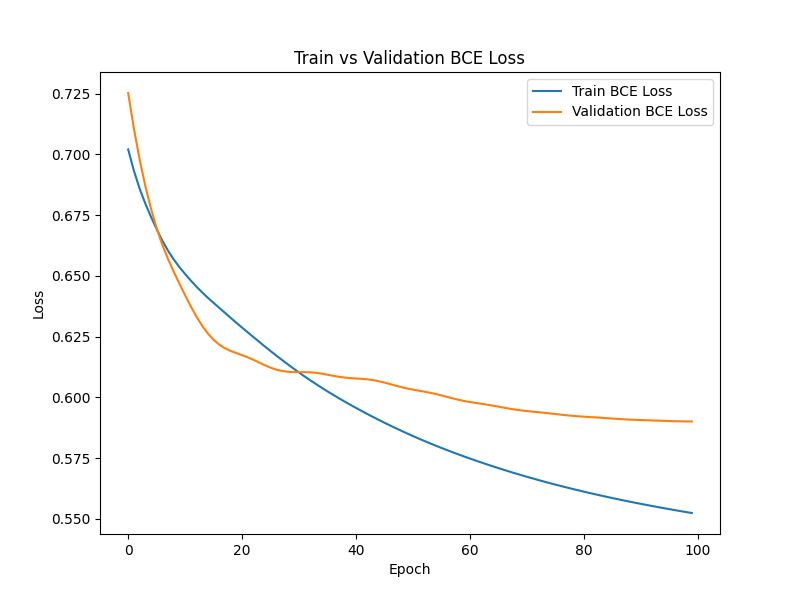 Train vs Validation BCE Loss
Train BCE Loss
Validation BCE Loss
0.725
0.700
0.675
0.650
0.625
0.600
0.575
0.550
Loss
0 20 40 60 80 100
Epoch